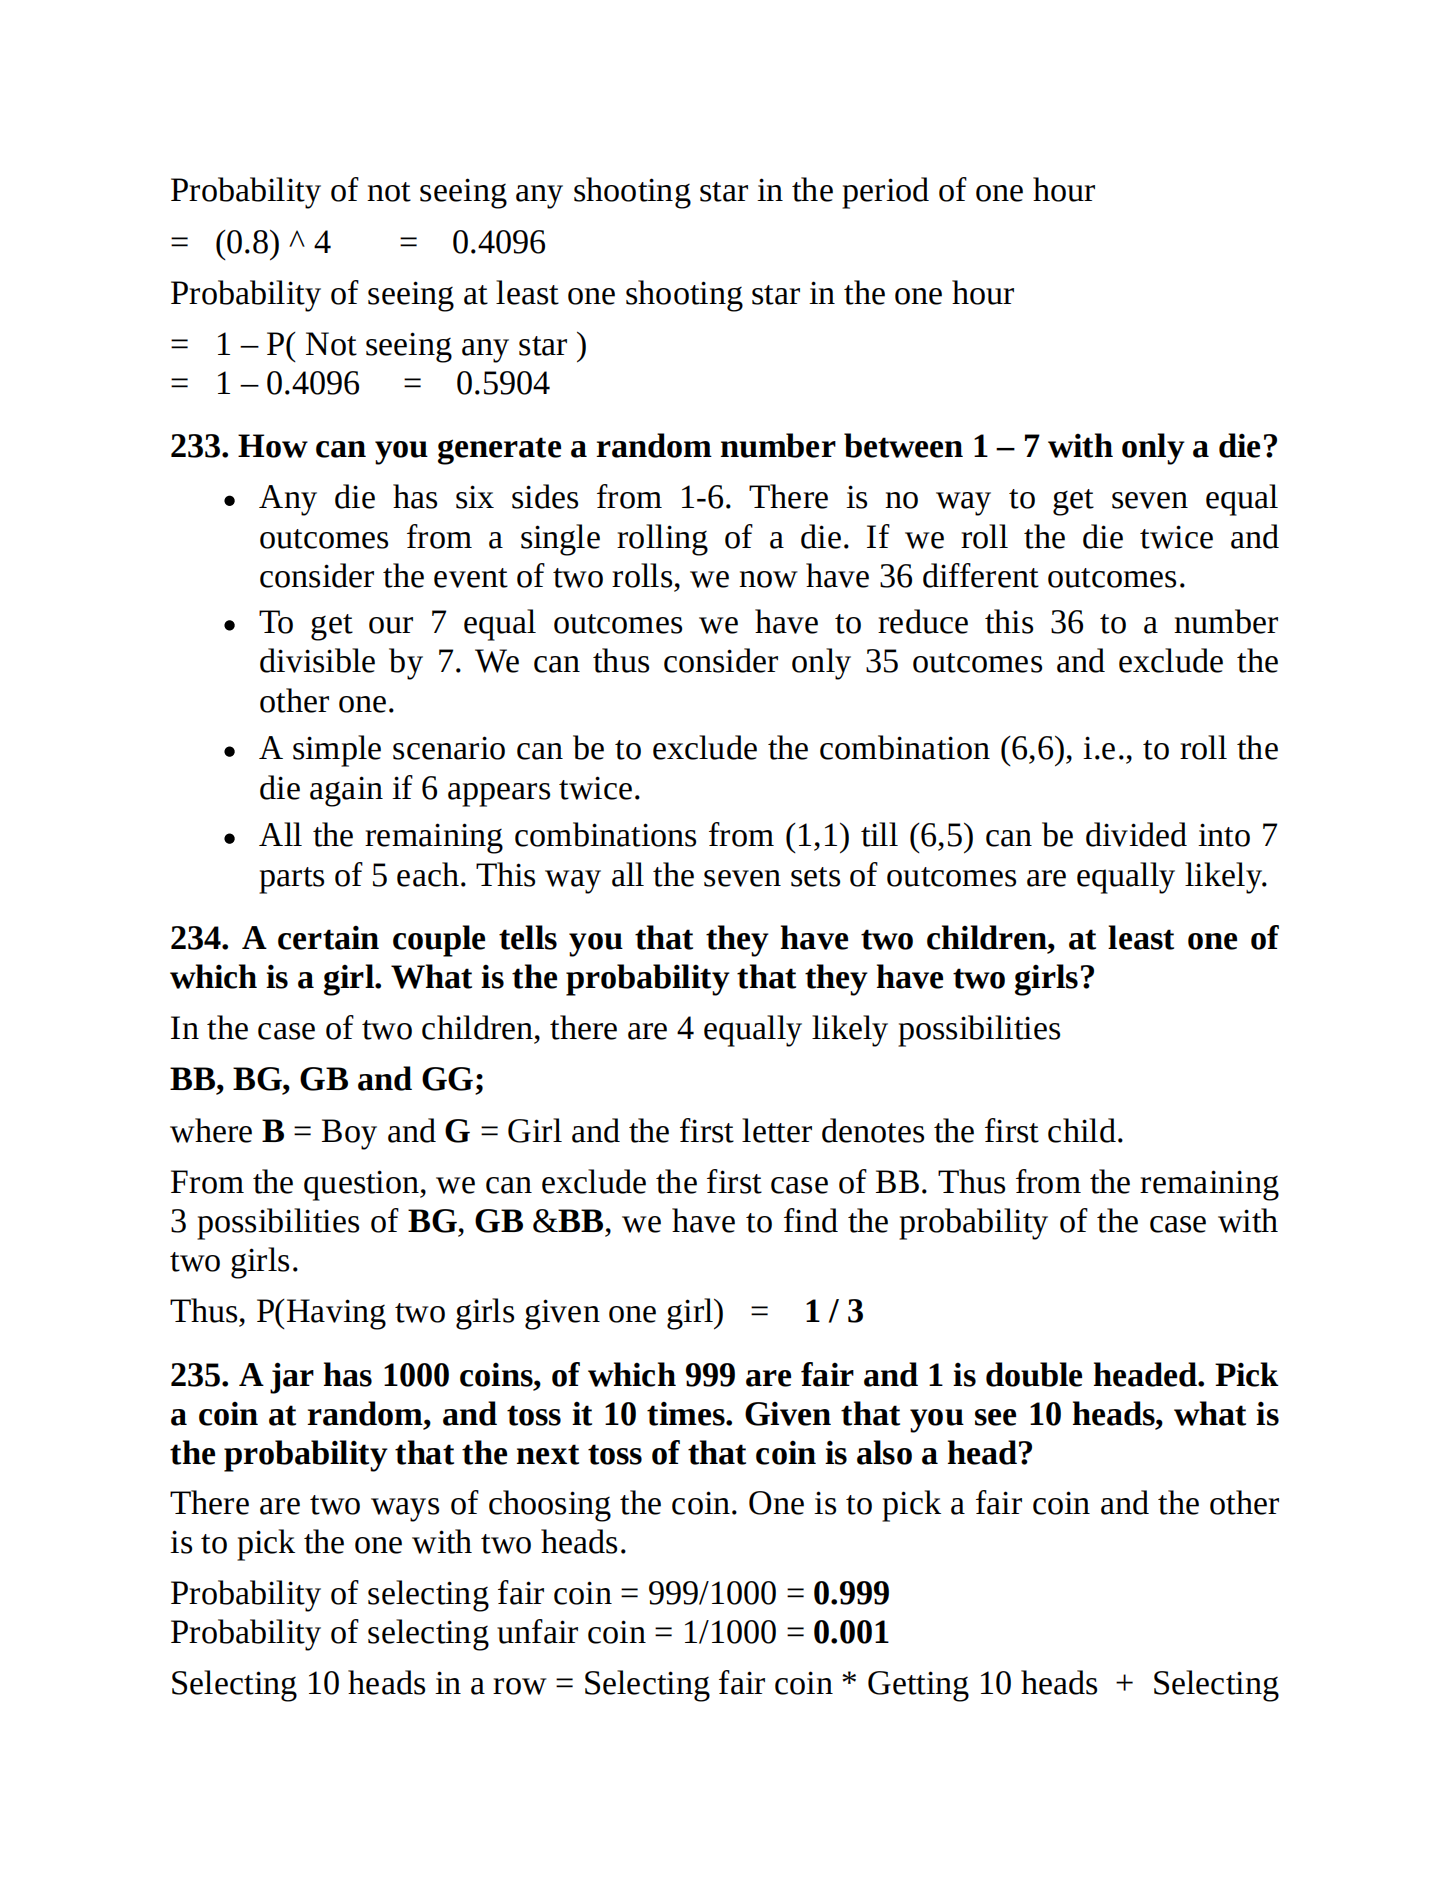 Probability of not seeing any shooting star in the period of one hour
= (0.8) ^ 4 = 0.4096
Probability of seeing at least one shooting star in the one hour
= 1 – P( Not seeing any star )
= 1 – 0.4096 = 0.5904
233. How can you generate a random number between 1 – 7 with only a die?
● Any die has six sides from 1-6. There is no way to get seven equal
outcomes from a single rolling of a die. If we roll the die twice and
consider the event of two rolls, we now have 36 different outcomes.
● To get our 7 equal outcomes we have to reduce this 36 to a number
divisible by 7. We can thus consider only 35 outcomes and exclude the
other one.
● A simple scenario can be to exclude the combination (6,6), i.e., to roll the
die again if 6 appears twice.
● All the remaining combinations from (1,1) till (6,5) can be divided into 7
parts of 5 each. This way all the seven sets of outcomes are equally likely.
234. A certain couple tells you that they have two children, at least one of
which is a girl. What is the probability that they have two girls?
In the case of two children, there are 4 equally likely possibilities
BB, BG, GB and GG;
where B = Boy and G = Girl and the first letter denotes the first child.
From the question, we can exclude the first case of BB. Thus from the remaining
3 possibilities of BG, GB &BB, we have to find the probability of the case with
two girls.
Thus, P(Having two girls given one girl) = 1 / 3
235. A jar has 1000 coins, of which 999 are fair and 1 is double headed. Pick
a coin at random, and toss it 10 times. Given that you see 10 heads, what is
the probability that the next toss of that coin is also a head?
There are two ways of choosing the coin. One is to pick a fair coin and the other
is to pick the one with two heads.
Probability of selecting fair coin = 999/1000 = 0.999
Probability of selecting unfair coin = 1/1000 = 0.001
Selecting 10 heads in a row = Selecting fair coin * Getting 10 heads + Selecting